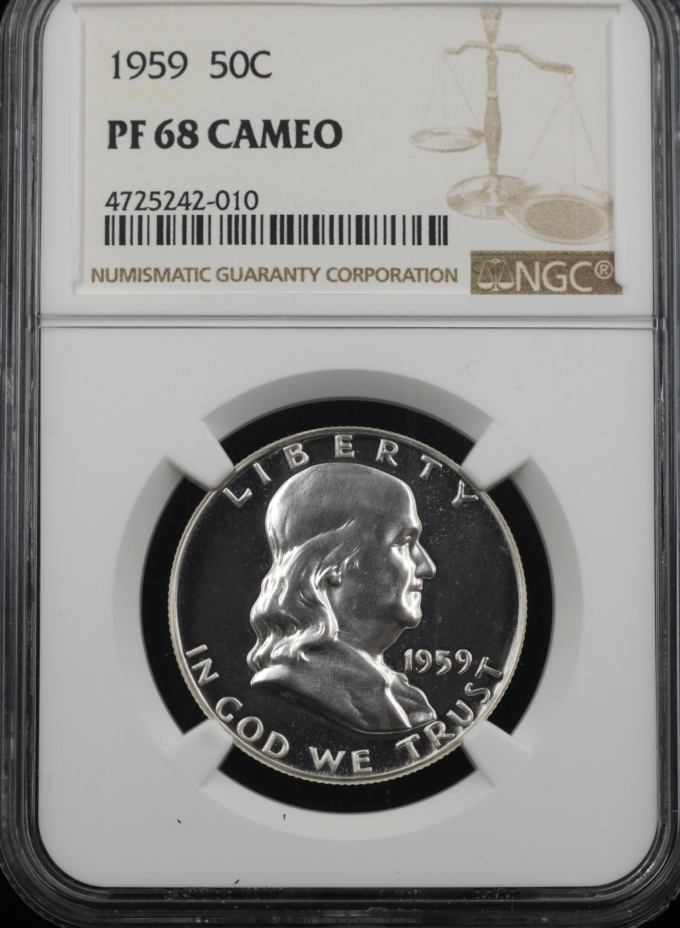 1959 50C
PF 68 CAMEO
4725242-010
NUMISMATIC GUARANTY CORPORATION NGC®
LIBERTY
1959
IN GOD WE TRUST